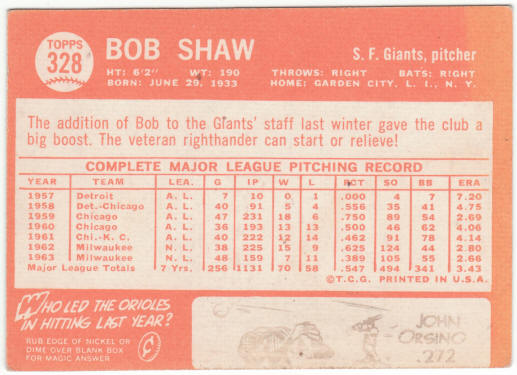 TOPPS
328
BOB SHAW
S. F. Giants, pitcher
HT: 6'2" WT: 190 THROWS: RIGHT BATS: RIGHT
BORN: JUNE 29, 1933 HOME: GARDEN CITY, L. I., N. Y.
The addition of Bob to the Giants' staff last winter gave the club a
big boost. The veteran righthander can start or relieve!
COMPLETE MAJOR LEAGUE PITCHING RECORD
YEAR TEAM LEA. G IP W L PCT SO BB ERA
1957 Detroit A. L. 7 10 0 1 .000 4 7 7.20
1958 Det.-Chicago A. L. 40 91 5 4 .556 35 41 4.75
1959 Chicago A. L. 47 231 18 6 .750 89 54 2.69
1960 Chicago A. L. 36 193 13 13 .500 46 62 4.06
1961 Chi.-K. C. A. L. 40 222 12 14 .462 91 78 4.14
1962 Milwaukee N. L. 38 225 15 9 .625 124 44 2.80
1963 Milwaukee N. L. 48 159 7 11 .389 105 55 2.66
Major League Totals 7 Yrs. 256 1131 70 58 .547 494 341 3.43
© T.C.G. PRINTED IN U.S.A.
WHO LED THE ORIOLES
IN HITTING LAST YEAR?
RUB EDGE OF NICKEL OR
DIME OVER BLANK BOX
FOR MAGIC ANSWER
JOHN
ORSINO
.272